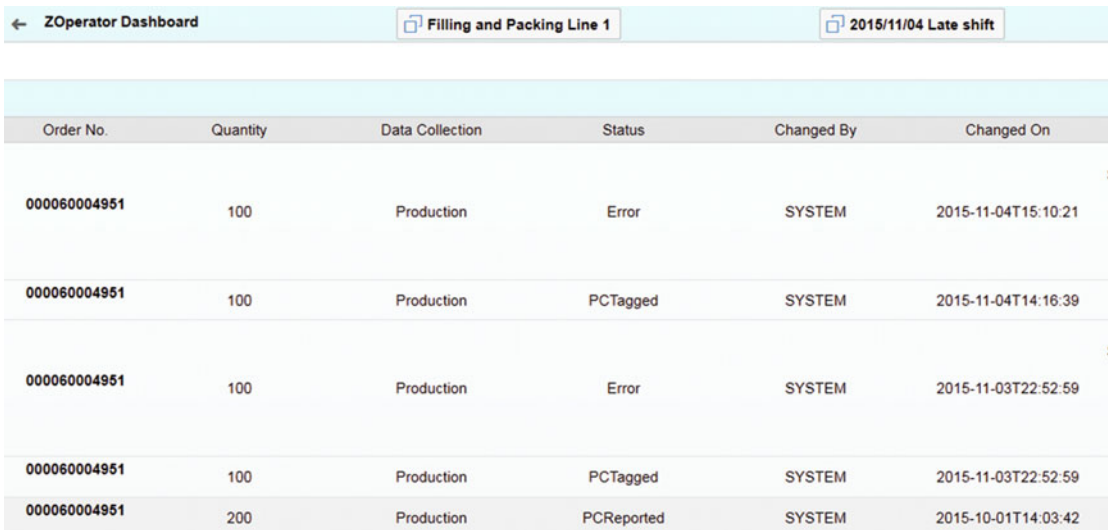 ← ZOperator Dashboard Filling and Packing Line 1 2015/11/04 Late shift
Order No. Quantity Data Collection Status Changed By Changed On
000060004951 100 Production Error SYSTEM 2015-11-04T15:10:21
000060004951 100 Production PCTagged SYSTEM 2015-11-04T14:16:39
000060004951 100 Production Error SYSTEM 2015-11-03T22:52:59
000060004951 100 Production PCTagged SYSTEM 2015-11-03T22:52:59
000060004951 200 Production PCReported SYSTEM 2015-10-01T14:03:42